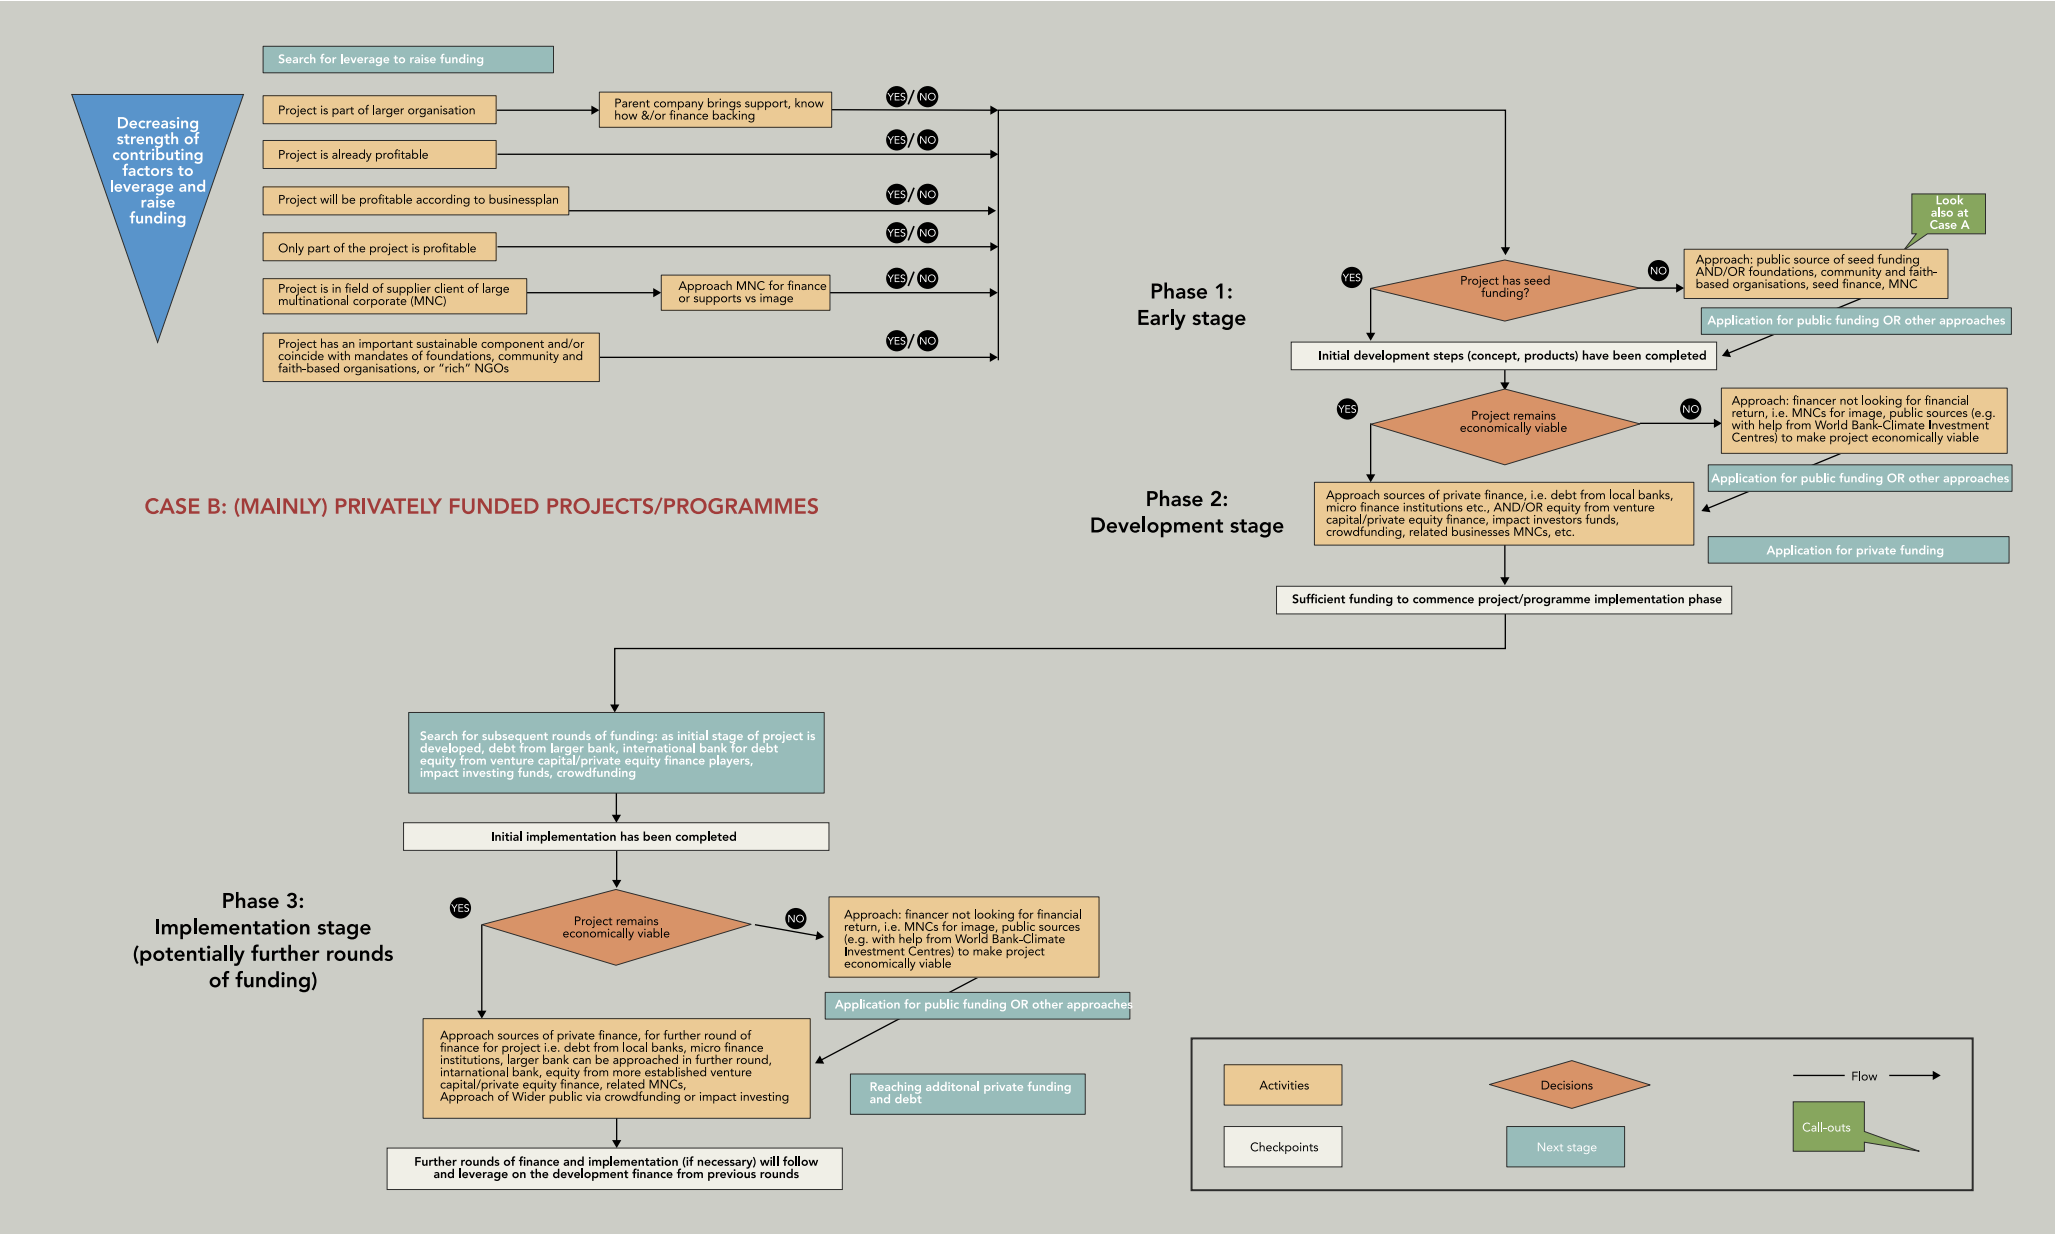 Search for leverage to raise funding
Decreasing
strength of
contributing
factors to
leverage and
raise
funding
Project is part of larger organisation
Parent company brings support, know
how &/or finance backing
YES/ NO
Project is already profitable
YES/ NO
Project will be profitable according to businessplan
YES/ NO
Only part of the project is profitable
YES/ NO
Project is in field of supplier client of large
multinational corporate (MNC)
Approach MNC for finance
or supports vs image
YES/ NO
Project has an important sustainable component and/or
coincide with mandates of foundations, community and
faith-based organisations, or “rich” NGOs
YES/ NO
CASE B: (MAINLY) PRIVATELY FUNDED PROJECTS/PROGRAMMES
Phase 1:
Early stage
YES
Project has seed
funding?
NO
Look
also at
Case A
Approach: public source of seed funding
AND/OR foundations, community and faith-
based organisations, seed finance, MNC
Application for public funding OR other approaches
Initial development steps (concept, products) have been completed
YES
Project remains
economically viable
NO
Approach: financer not looking for financial
return, i.e. MNCs for image, public sources (e.g.
with help from World Bank-Climate Investment
Centres) to make project economically viable
Application for public funding OR other approaches
Phase 2:
Development stage
Approach sources of private finance, i.e. debt from local banks,
micro finance institutions etc., AND/OR equity from venture
capital/private equity finance, impact investors funds,
crowdfunding, related businesses MNCs, etc.
Application for private funding
Sufficient funding to commence project/programme implementation phase
Search for subsequent rounds of funding: as initial stage of project is
developed, debt from larger bank, international bank for debt
equity from venture capital/private equity finance players,
impact investing funds, crowdfunding
Initial implementation has been completed
Phase 3:
Implementation stage
(potentially further rounds
of funding)
YES
Project remains
economically viable
NO
Approach: financer not looking for financial
return, i.e. MNCs for image, public sources
(e.g. with help from World Bank-Climate
Investment Centres) to make project
economically viable
Application for public funding OR other approaches
Approach sources of private finance, for further round of
finance for project i.e. debt from local banks, micro finance
institutions, larger bank can be approached in further round,
international bank, equity from more established venture
capital/private equity finance, related MNCs,
Approach of Wider public via crowdfunding or impact investing
Reaching additonal private funding
and debt
Further rounds of finance and implementation (if necessary) will follow
and leverage on the development finance from previous rounds
Activities
Decisions
Flow
Checkpoints
Next stage
Call-outs